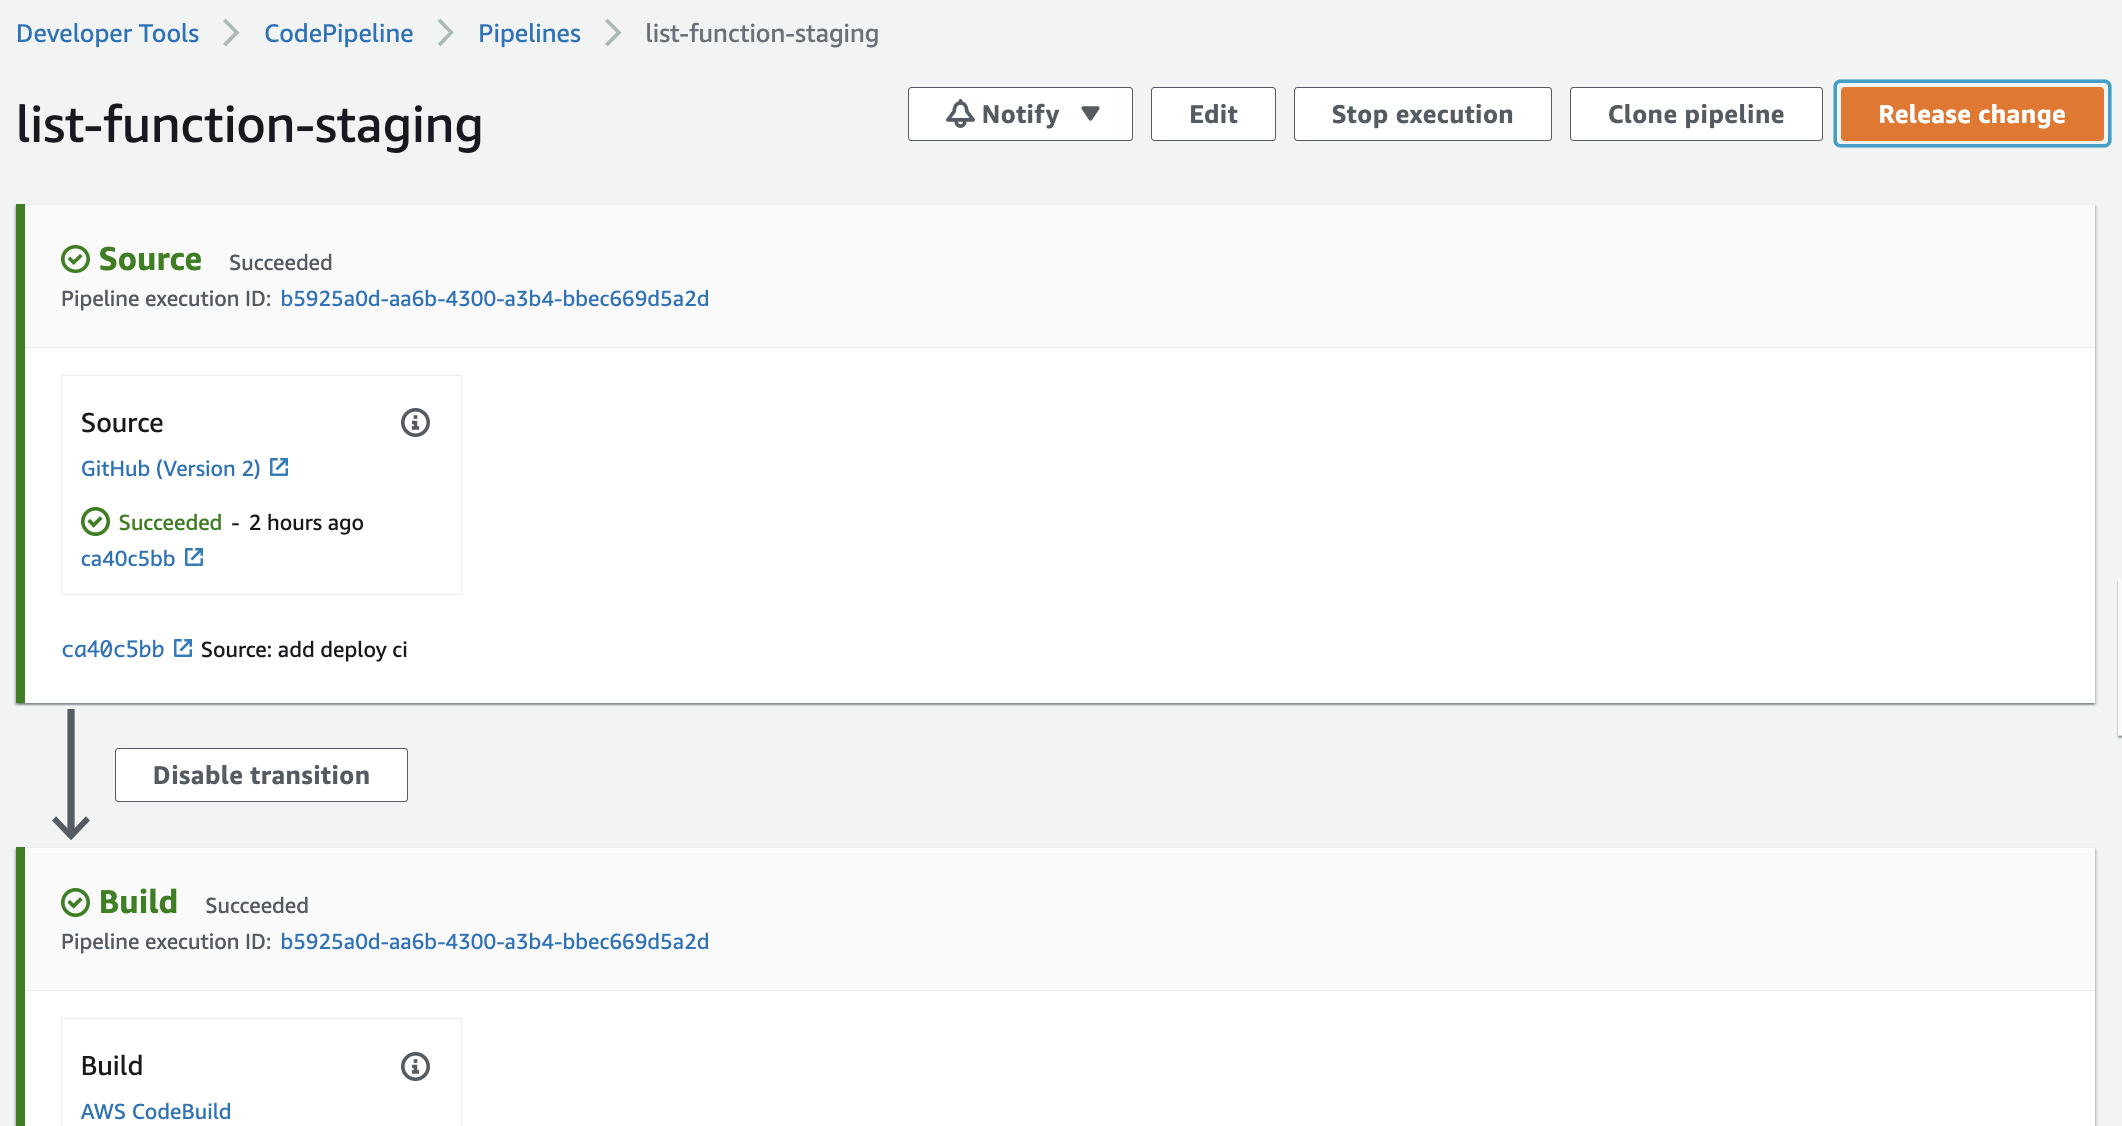 Developer Tools CodePipeline Pipelines list-function-staging
list-function-staging
Notify Edit Stop execution Clone pipeline Release change
Source Succeeded
Pipeline execution ID: b5925a0d-aa6b-4300-a3b4-bbec669d5a2d
Source
GitHub (Version 2)
Succeeded - 2 hours ago
ca40c5bb
ca40c5bb Source: add deploy ci
Disable transition
Build Succeeded
Pipeline execution ID: b5925a0d-aa6b-4300-a3b4-bbec669d5a2d
Build
AWS CodeBuild